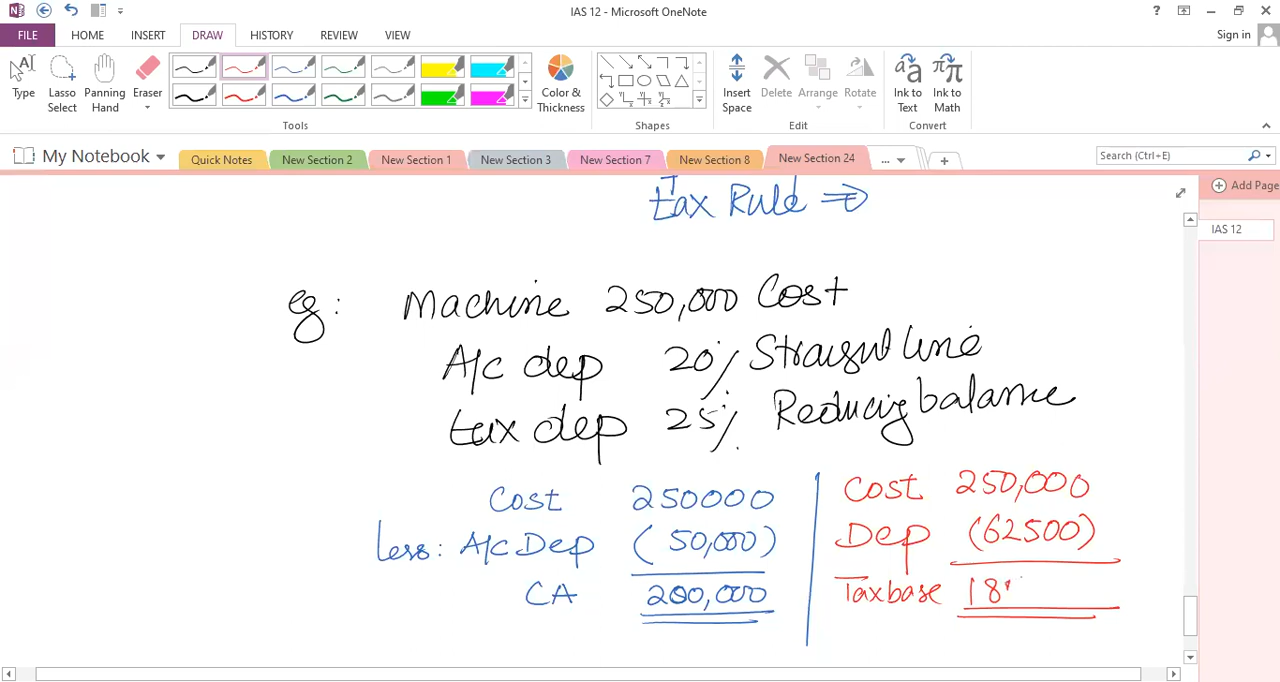 IAS 12 - Microsoft OneNote
?
FILE HOME INSERT DRAW HISTORY REVIEW VIEW
Sign in
Type
Lasso Select
Panning Hand
Eraser
Color & Thickness
Insert Space
Delete
Arrange
Rotate
Ink to Text
Ink to Math
Tools
Shapes
Edit
Convert
My Notebook
Quick Notes
New Section 2
New Section 1
New Section 3
New Section 7
New Section 8
New Section 24
...
Search (Ctrl+E)
Add Page
IAS 12
tax Rule ⇒
eg: Machine 250,000 Cost
A/c dep 20% Straight line
tax dep 25% Reducing balance
Cost 250000
less: A/c Dep (50,000)
CA 200,000
Cost 250,000
Dep (62500)
Taxbase 18